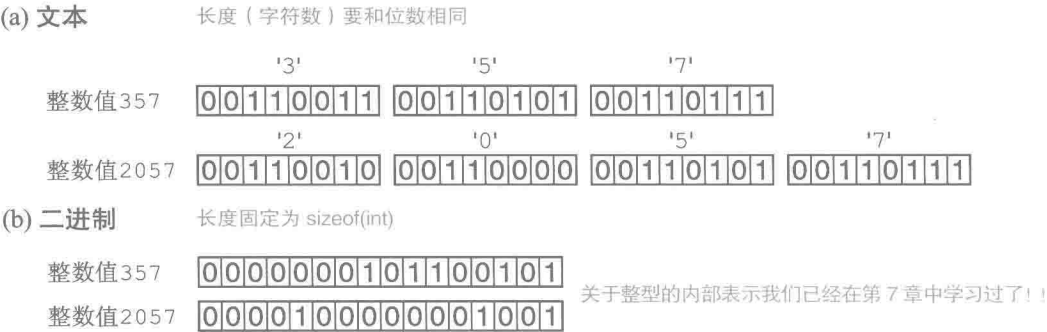 (a) 文本 长度（字符数）要和位数相同
'3' '5' '7'
整数值357 00110011 00110101 00110111
'2' '0' '5' '7'
整数值2057 00110010 00110000 00110101 00110111
(b) 二进制 长度固定为 sizeof(int)
整数值357 0000000101100101
关于整型的内部表示我们已经在第 7 章中学习过了！！
整数值2057 0000100000001001